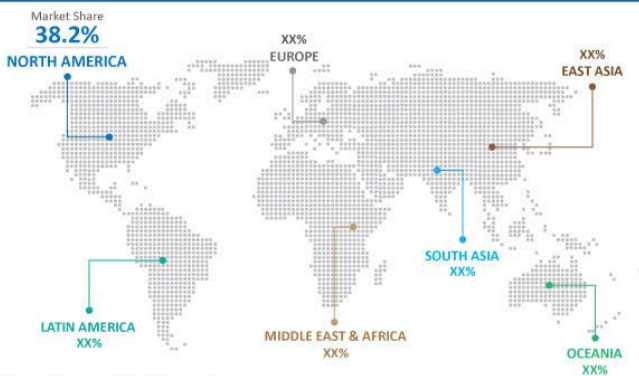 Market Share
38.2%
NORTH AMERICA
XX%
EUROPE
XX%
EAST ASIA
SOUTH ASIA
XX%
LATIN AMERICA
XX%
MIDDLE EAST & AFRICA
XX%
OCEANIA
XX%